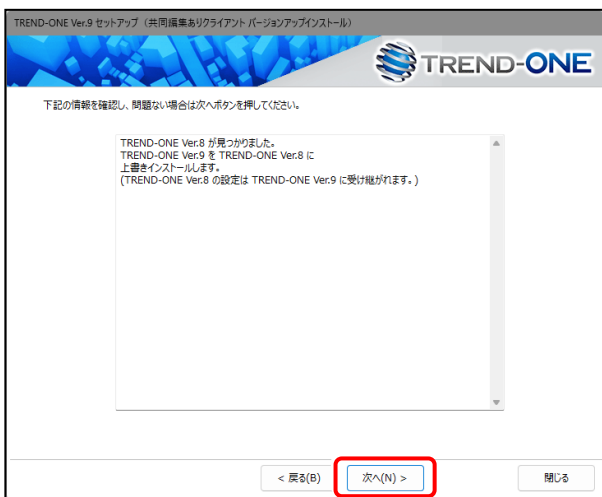 TREND-ONE Ver.9 セットアップ（共同編集ありクライアント バージョンアップインストール）
TREND-ONE
下記の情報を確認し、問題ない場合は次へボタンを押してください。
TREND-ONE Ver.8 が見つかりました。
TREND-ONE Ver.9 を TREND-ONE Ver.8 に
上書きインストールします。
(TREND-ONE Ver.8 の設定は TREND-ONE Ver.9 に受け継がれます。)
< 戻る(B) 次へ(N) > 閉じる